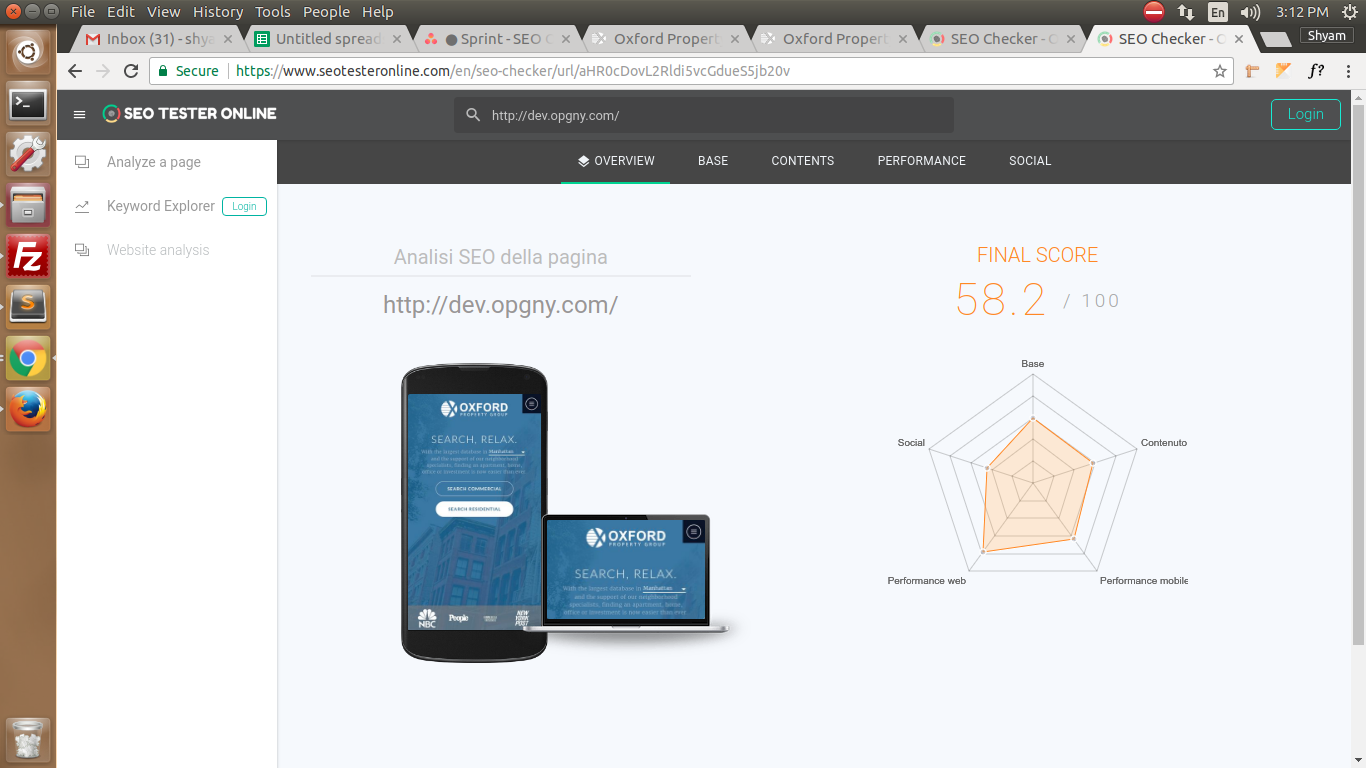 File Edit View History Tools People Help
En
3:12 PM
Inbox (31) - shya
Untitled spread
● Sprint - SEO C
Oxford Propert
Oxford Propert
SEO Checker - O
SEO Checker - O
Shyam
Secure
https://www.seotesteronline.com/en/seo-checker/url/aHR0cDovL2Rldi5vcGdueS5jb20v
f?
SEO TESTER ONLINE
http://dev.opgny.com/
Login
Analyze a page
Keyword Explorer
Login
Website analysis
OVERVIEW
BASE
CONTENTS
PERFORMANCE
SOCIAL
Analisi SEO della pagina
http://dev.opgny.com/
FINAL SCORE
58.2 / 100
Base
Social
Contenuto
Performance web
Performance mobile
OXFORD
PROPERTY GROUP
SEARCH, RELAX.
With the largest database in Manhattan
and the support of our neighborhood
specialists, finding an apartment, home,
office or investment is now easier than ever.
SEARCH COMMERCIAL
SEARCH RESIDENTIAL
NBC
People
NEW
YORK
POST
OXFORD
PROPERTY GROUP
SEARCH, RELAX.
With the largest database in Manhattan
and the support of our neighborhood
specialists, finding an apartment, home,
office or investment is now easier than ever.